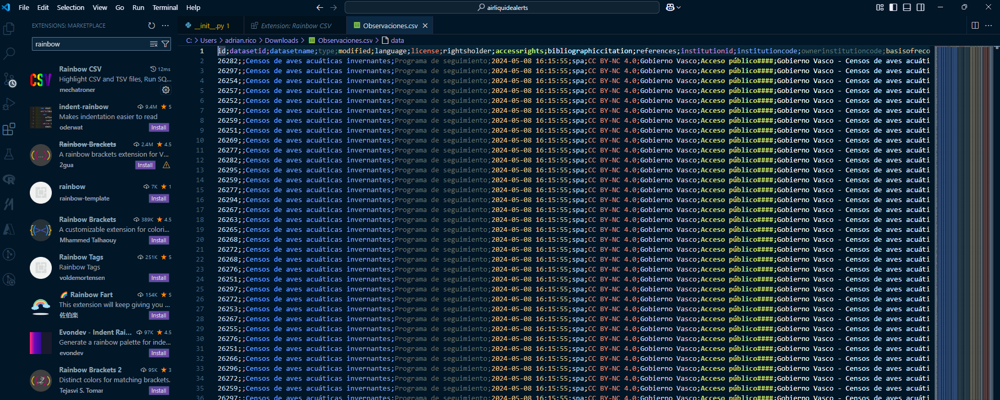 File Edit Selection View Go Run Terminal Help
airliquidealerts
EXTENSIONS: MARKETPLACE
rainbow
Rainbow CSV 12ms
Highlight CSV and TSV files, Run SQ...
mechatroner
indent-rainbow 9.4M 5
Makes indentation easier to read
oderwat Install
Rainbow Brackets 2.4M 4.5
A rainbow brackets extension for V...
2gua Install
rainbow 7K 1
rainbow-template Install
Rainbow Brackets 389K 4.5
A customizable extension for colori...
Mhammed Talhaouy Install
Rainbow Tags 251K 5
Rainbow Tags
voldemortensen Install
Rainbow Fart 154K 5
This extension will keep giving you ...
佐伯楽 Install
Evondev - Indent Rai... 97K 4.5
Generate a rainbow palette for inde...
evondev Install
Rainbow Brackets 2 95K 3
Distinct colors for matching brackets.
Tejasvi S. Tomar Install
__init__.py 1 Extension: Rainbow CSV Observaciones.csv
C: > Users > adrian.rico > Downloads > Observaciones.csv > data
1 id;datasetid;datasetname;type;modified;language;license;rightsholder;accessrights;bibliographiccitation;references;institutionid;institutioncode;ownerinstitutioncode;basisofreco
2 26282;;Censos de aves acuáticas invernantes;Programa de seguimiento;2024-05-08 16:15:55;spa;CC BY-NC 4.0;Gobierno Vasco;Acceso público####;Gobierno Vasco - Censos de aves acuáti
3 26297;;Censos de aves acuáticas invernantes;Programa de seguimiento;2024-05-08 16:15:55;spa;CC BY-NC 4.0;Gobierno Vasco;Acceso público####;Gobierno Vasco - Censos de aves acuáti
4 26254;;Censos de aves acuáticas invernantes;Programa de seguimiento;2024-05-08 16:15:55;spa;CC BY-NC 4.0;Gobierno Vasco;Acceso público####;Gobierno Vasco - Censos de aves acuáti
5 26257;;Censos de aves acuáticas invernantes;Programa de seguimiento;2024-05-08 16:15:55;spa;CC BY-NC 4.0;Gobierno Vasco;Acceso público####;Gobierno Vasco - Censos de aves acuáti
6 26252;;Censos de aves acuáticas invernantes;Programa de seguimiento;2024-05-08 16:15:55;spa;CC BY-NC 4.0;Gobierno Vasco;Acceso público####;Gobierno Vasco - Censos de aves acuáti
7 26297;;Censos de aves acuáticas invernantes;Programa de seguimiento;2024-05-08 16:15:55;spa;CC BY-NC 4.0;Gobierno Vasco;Acceso público####;Gobierno Vasco - Censos de aves acuáti
8 26259;;Censos de aves acuáticas invernantes;Programa de seguimiento;2024-05-08 16:15:55;spa;CC BY-NC 4.0;Gobierno Vasco;Acceso público####;Gobierno Vasco - Censos de aves acuáti
9 26251;;Censos de aves acuáticas invernantes;Programa de seguimiento;2024-05-08 16:15:55;spa;CC BY-NC 4.0;Gobierno Vasco;Acceso público####;Gobierno Vasco - Censos de aves acuáti
10 26269;;Censos de aves acuáticas invernantes;Programa de seguimiento;2024-05-08 16:15:55;spa;CC BY-NC 4.0;Gobierno Vasco;Acceso público####;Gobierno Vasco - Censos de aves acuáti
11 26277;;Censos de aves acuáticas invernantes;Programa de seguimiento;2024-05-08 16:15:55;spa;CC BY-NC 4.0;Gobierno Vasco;Acceso público####;Gobierno Vasco - Censos de aves acuáti
12 26282;;Censos de aves acuáticas invernantes;Programa de seguimiento;2024-05-08 16:15:55;spa;CC BY-NC 4.0;Gobierno Vasco;Acceso público####;Gobierno Vasco - Censos de aves acuáti
13 26295;;Censos de aves acuáticas invernantes;Programa de seguimiento;2024-05-08 16:15:55;spa;CC BY-NC 4.0;Gobierno Vasco;Acceso público####;Gobierno Vasco - Censos de aves acuáti
14 26259;;Censos de aves acuáticas invernantes;Programa de seguimiento;2024-05-08 16:15:55;spa;CC BY-NC 4.0;Gobierno Vasco;Acceso público####;Gobierno Vasco - Censos de aves acuáti
15 26277;;Censos de aves acuáticas invernantes;Programa de seguimiento;2024-05-08 16:15:55;spa;CC BY-NC 4.0;Gobierno Vasco;Acceso público####;Gobierno Vasco - Censos de aves acuáti
16 26294;;Censos de aves acuáticas invernantes;Programa de seguimiento;2024-05-08 16:15:55;spa;CC BY-NC 4.0;Gobierno Vasco;Acceso público####;Gobierno Vasco - Censos de aves acuáti
17 26267;;Censos de aves acuáticas invernantes;Programa de seguimiento;2024-05-08 16:15:55;spa;CC BY-NC 4.0;Gobierno Vasco;Acceso público####;Gobierno Vasco - Censos de aves acuáti
18 26263;;Censos de aves acuáticas invernantes;Programa de seguimiento;2024-05-08 16:15:55;spa;CC BY-NC 4.0;Gobierno Vasco;Acceso público####;Gobierno Vasco - Censos de aves acuáti
19 26265;;Censos de aves acuáticas invernantes;Programa de seguimiento;2024-05-08 16:15:55;spa;CC BY-NC 4.0;Gobierno Vasco;Acceso público####;Gobierno Vasco - Censos de aves acuáti
20 26268;;Censos de aves acuáticas invernantes;Programa de seguimiento;2024-05-08 16:15:55;spa;CC BY-NC 4.0;Gobierno Vasco;Acceso público####;Gobierno Vasco - Censos de aves acuáti
21 26272;;Censos de aves acuáticas invernantes;Programa de seguimiento;2024-05-08 16:15:55;spa;CC BY-NC 4.0;Gobierno Vasco;Acceso público####;Gobierno Vasco - Censos de aves acuáti
22 26268;;Censos de aves acuáticas invernantes;Programa de seguimiento;2024-05-08 16:15:55;spa;CC BY-NC 4.0;Gobierno Vasco;Acceso público####;Gobierno Vasco - Censos de aves acuáti
23 26276;;Censos de aves acuáticas invernantes;Programa de seguimiento;2024-05-08 16:15:55;spa;CC BY-NC 4.0;Gobierno Vasco;Acceso público####;Gobierno Vasco - Censos de aves acuáti
24 26251;;Censos de aves acuáticas invernantes;Programa de seguimiento;2024-05-08 16:15:55;spa;CC BY-NC 4.0;Gobierno Vasco;Acceso público####;Gobierno Vasco - Censos de aves acuáti
25 26297;;Censos de aves acuáticas invernantes;Programa de seguimiento;2024-05-08 16:15:55;spa;CC BY-NC 4.0;Gobierno Vasco;Acceso público####;Gobierno Vasco - Censos de aves acuáti
26 26272;;Censos de aves acuáticas invernantes;Programa de seguimiento;2024-05-08 16:15:55;spa;CC BY-NC 4.0;Gobierno Vasco;Acceso público####;Gobierno Vasco - Censos de aves acuáti
27 26253;;Censos de aves acuáticas invernantes;Programa de seguimiento;2024-05-08 16:15:55;spa;CC BY-NC 4.0;Gobierno Vasco;Acceso público####;Gobierno Vasco - Censos de aves acuáti
28 26267;;Censos de aves acuáticas invernantes;Programa de seguimiento;2024-05-08 16:15:55;spa;CC BY-NC 4.0;Gobierno Vasco;Acceso público####;Gobierno Vasco - Censos de aves acuáti
29 26255;;Censos de aves acuáticas invernantes;Programa de seguimiento;2024-05-08 16:15:55;spa;CC BY-NC 4.0;Gobierno Vasco;Acceso público####;Gobierno Vasco - Censos de aves acuáti
30 26276;;Censos de aves acuáticas invernantes;Programa de seguimiento;2024-05-08 16:15:55;spa;CC BY-NC 4.0;Gobierno Vasco;Acceso público####;Gobierno Vasco - Censos de aves acuáti
31 26251;;Censos de aves acuáticas invernantes;Programa de seguimiento;2024-05-08 16:15:55;spa;CC BY-NC 4.0;Gobierno Vasco;Acceso público####;Gobierno Vasco - Censos de aves acuáti
32 26266;;Censos de aves acuáticas invernantes;Programa de seguimiento;2024-05-08 16:15:55;spa;CC BY-NC 4.0;Gobierno Vasco;Acceso público####;Gobierno Vasco - Censos de aves acuáti
33 26296;;Censos de aves acuáticas invernantes;Programa de seguimiento;2024-05-08 16:15:55;spa;CC BY-NC 4.0;Gobierno Vasco;Acceso público####;Gobierno Vasco - Censos de aves acuáti
34 26272;;Censos de aves acuáticas invernantes;Programa de seguimiento;2024-05-08 16:15:55;spa;CC BY-NC 4.0;Gobierno Vasco;Acceso público####;Gobierno Vasco - Censos de aves acuáti
35 26259;;Censos de aves acuáticas invernantes;Programa de seguimiento;2024-05-08 16:15:55;spa;CC BY-NC 4.0;Gobierno Vasco;Acceso público####;Gobierno Vasco - Censos de aves acuáti
36 26297;;Censos de aves acuáticas invernantes;Programa de seguimiento;2024-05-08 16:15:55;spa;CC BY-NC 4.0;Gobierno Vasco;Acceso público####;Gobierno Vasco - Censos de aves acuáti